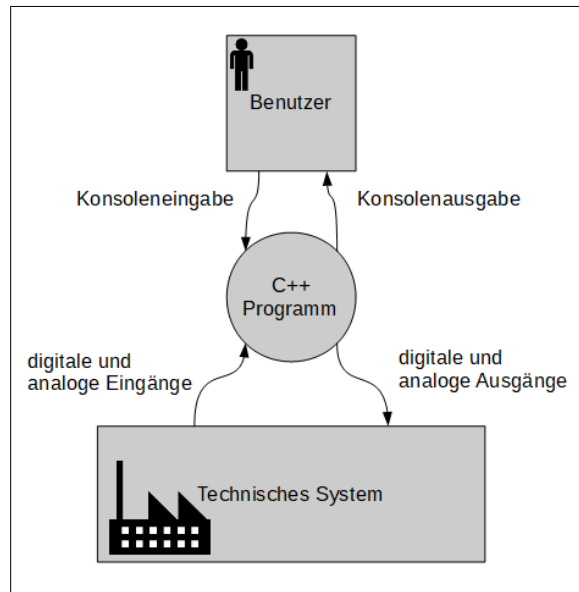 Benutzer
Konsoleneingabe
Konsolenausgabe
C++
Programm
digitale und
analoge Eingänge
digitale und
analoge Ausgänge
Technisches System